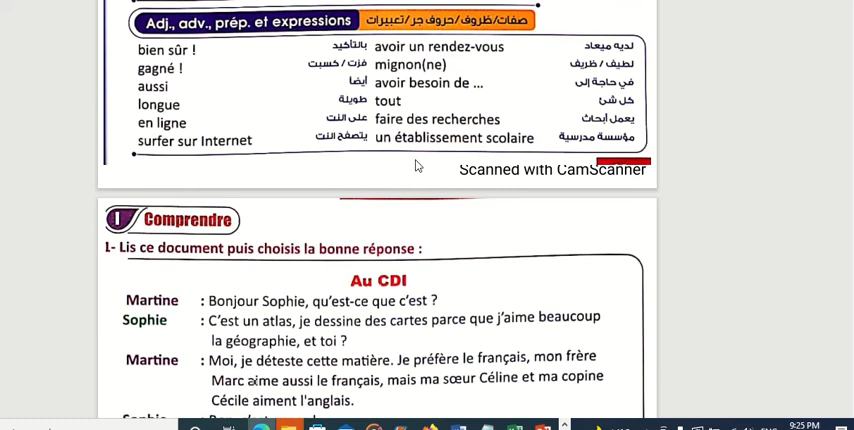 Adj., adv., prép. et expressions صفات/ظروف/حروف جر/تعبيرات
bien sûr ! بالتأكيد avoir un rendez-vous لديه ميعاد
gagné ! فزت / كسبت mignon(ne) لطيف / ظريف
aussi أيضا avoir besoin de ... في حاجة إلى
longue طويلة tout كل شئ
en ligne على النت faire des recherches يعمل أبحاث
surfer sur Internet يتصفح النت un établissement scolaire مؤسسة مدرسية
Scanned with CamScanner
I Comprendre
1- Lis ce document puis choisis la bonne réponse :
Au CDI
Martine : Bonjour Sophie, qu'est-ce que c'est ?
Sophie : C'est un atlas, je dessine des cartes parce que j'aime beaucoup
la géographie, et toi ?
Martine : Moi, je déteste cette matière. Je préfère le français, mon frère
Marc aime aussi le français, mais ma sœur Céline et ma copine
Cécile aiment l'anglais.
9:25 PM